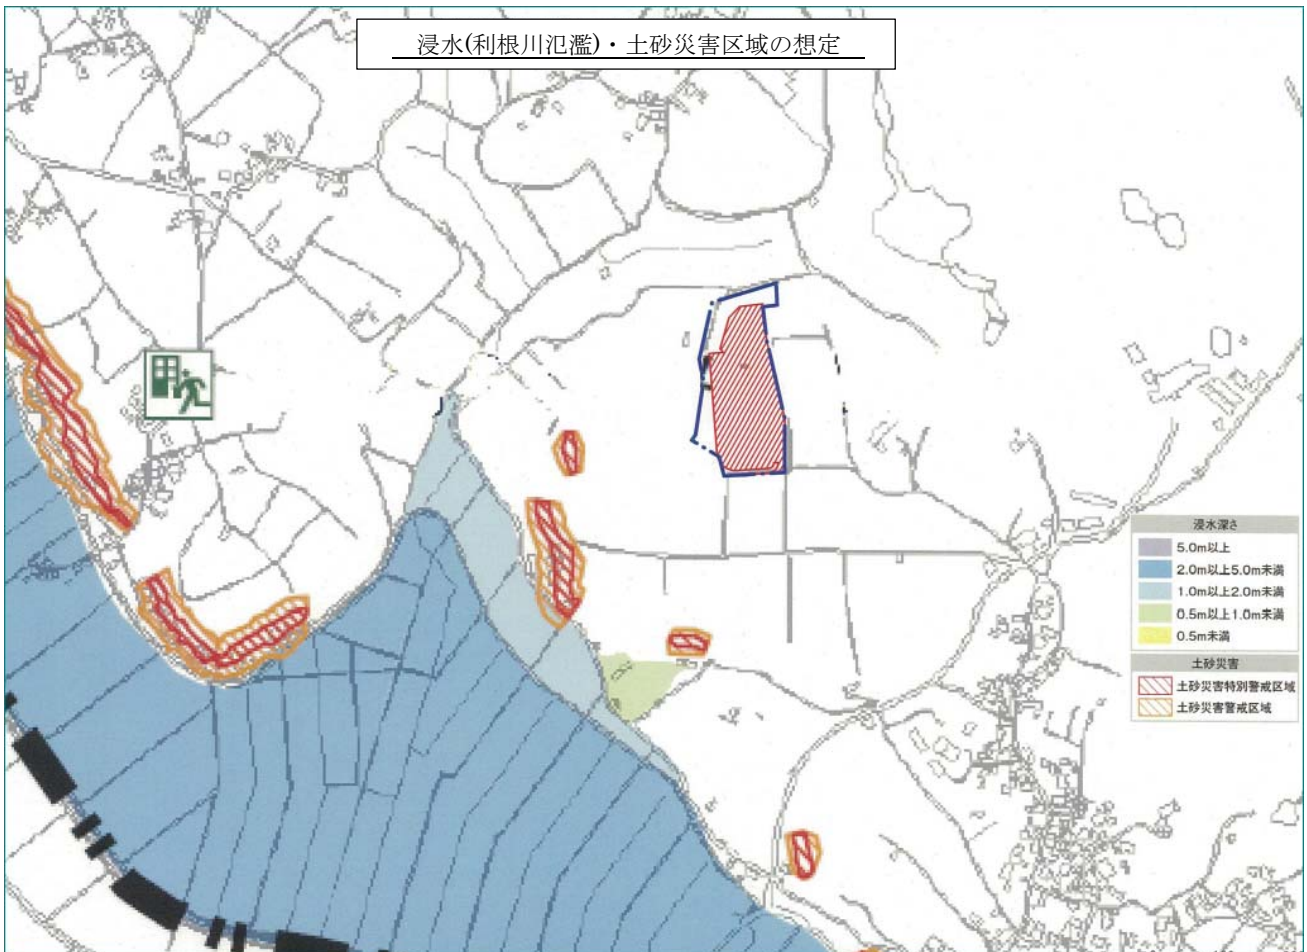 浸水(利根川氾濫)・土砂災害区域の想定
浸水深さ
5.0m以上
2.0m以上5.0m未満
1.0m以上2.0m未満
0.5m以上1.0m未満
0.5m未満
土砂災害
土砂災害特別警戒区域
土砂災害警戒区域